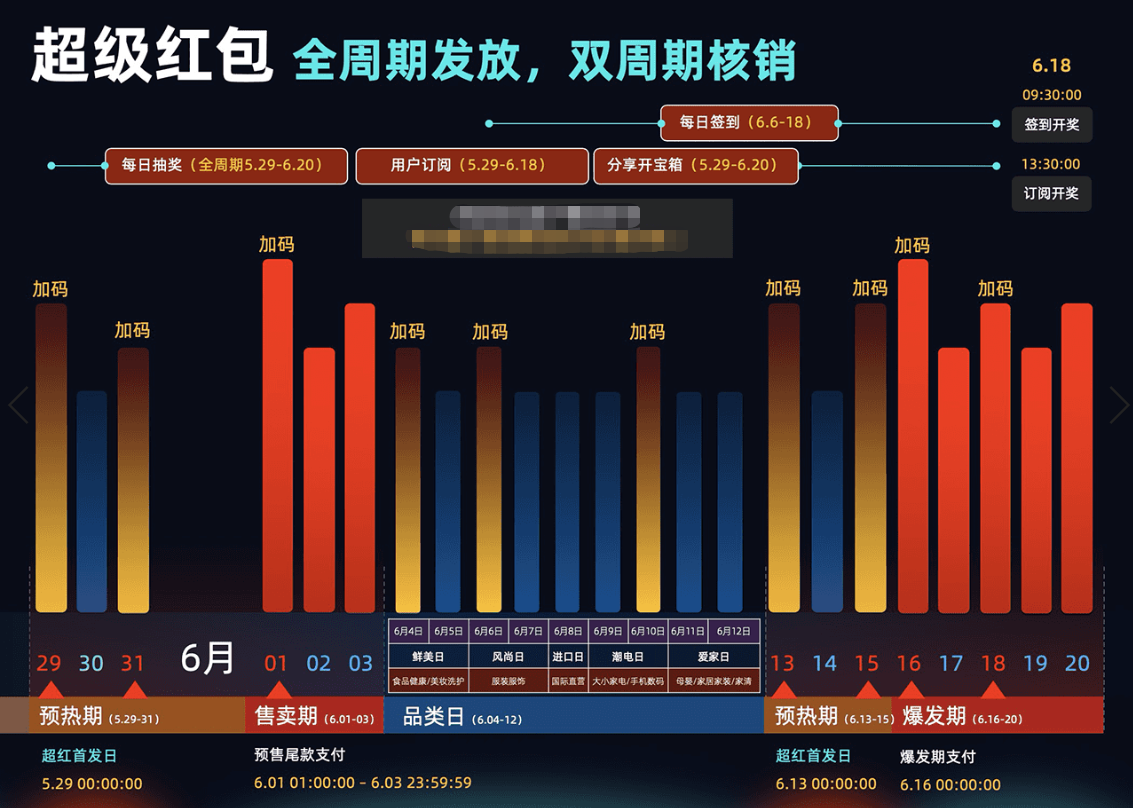 超级红包 全周期发放，双周期核销
6.18
09:30:00
每日签到（6.6-18）
签到开奖
13:30:00
每日抽奖（全周期5.29-6.20）
用户订阅（5.29-6.18）
分享开宝箱（5.29-6.20）
订阅开奖
加码
加码
加码
加码
加码
加码
加码
加码
加码
加码
6月4日 6月5日 6月6日 6月7日 6月8日 6月9日 6月10日 6月11日 6月12日
鲜美日 风尚日 进口日 潮电日 爱家日
食品健康/美妆洗护 服装服饰 国际直营 大小家电/手机数码 母婴/家居家装/家清
29 30 31 6月 01 02 03 13 14 15 16 17 18 19 20
预热期（5.29-31） 售卖期（6.01-03） 品类日（6.04-12） 预热期（6.13-15） 爆发期（6.16-20）
超红首发日 预售尾款支付 超红首发日 爆发期支付
5.29 00:00:00 6.01 01:00:00 - 6.03 23:59:59 6.13 00:00:00 6.16 00:00:00